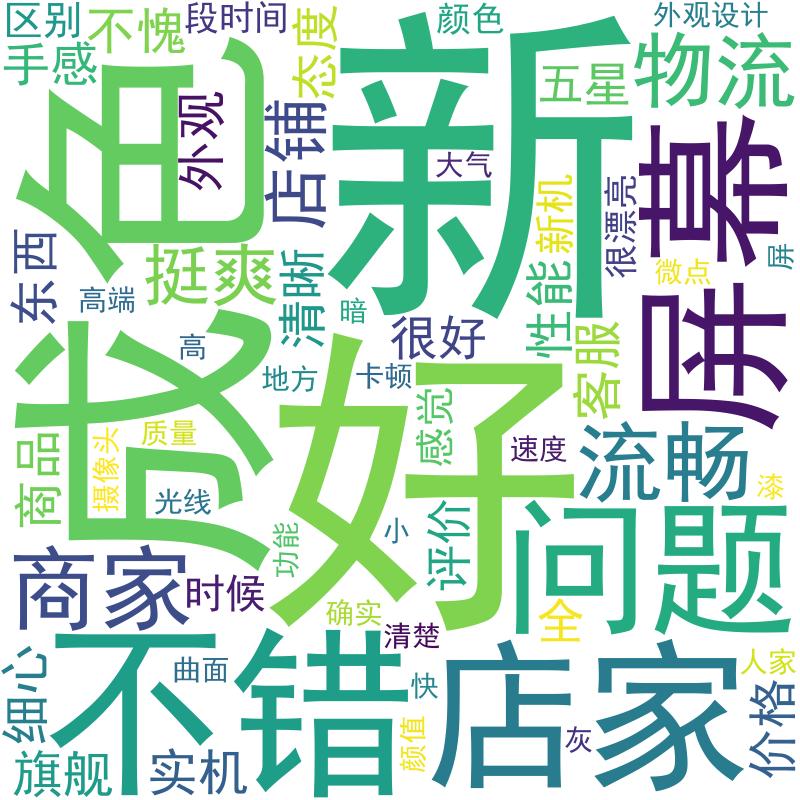 区别
不愧
段时间
态度
颜色
外观设计
手感
色
外观
店铺
新
五星
物流
大气
新机
很漂亮
屏幕
东西
高端
挺爽
清晰
暗
很好
性能
微点
屏
成
高
地方
卡顿
客服
好
感觉
速度
商品
摄像头
质量
光线
流畅
漆
功能
小
评价
问题
商家
时候
确实
清楚
全
细心
不错
曲面
快
店家
人家
旗舰
实机
颜值
灰
价格